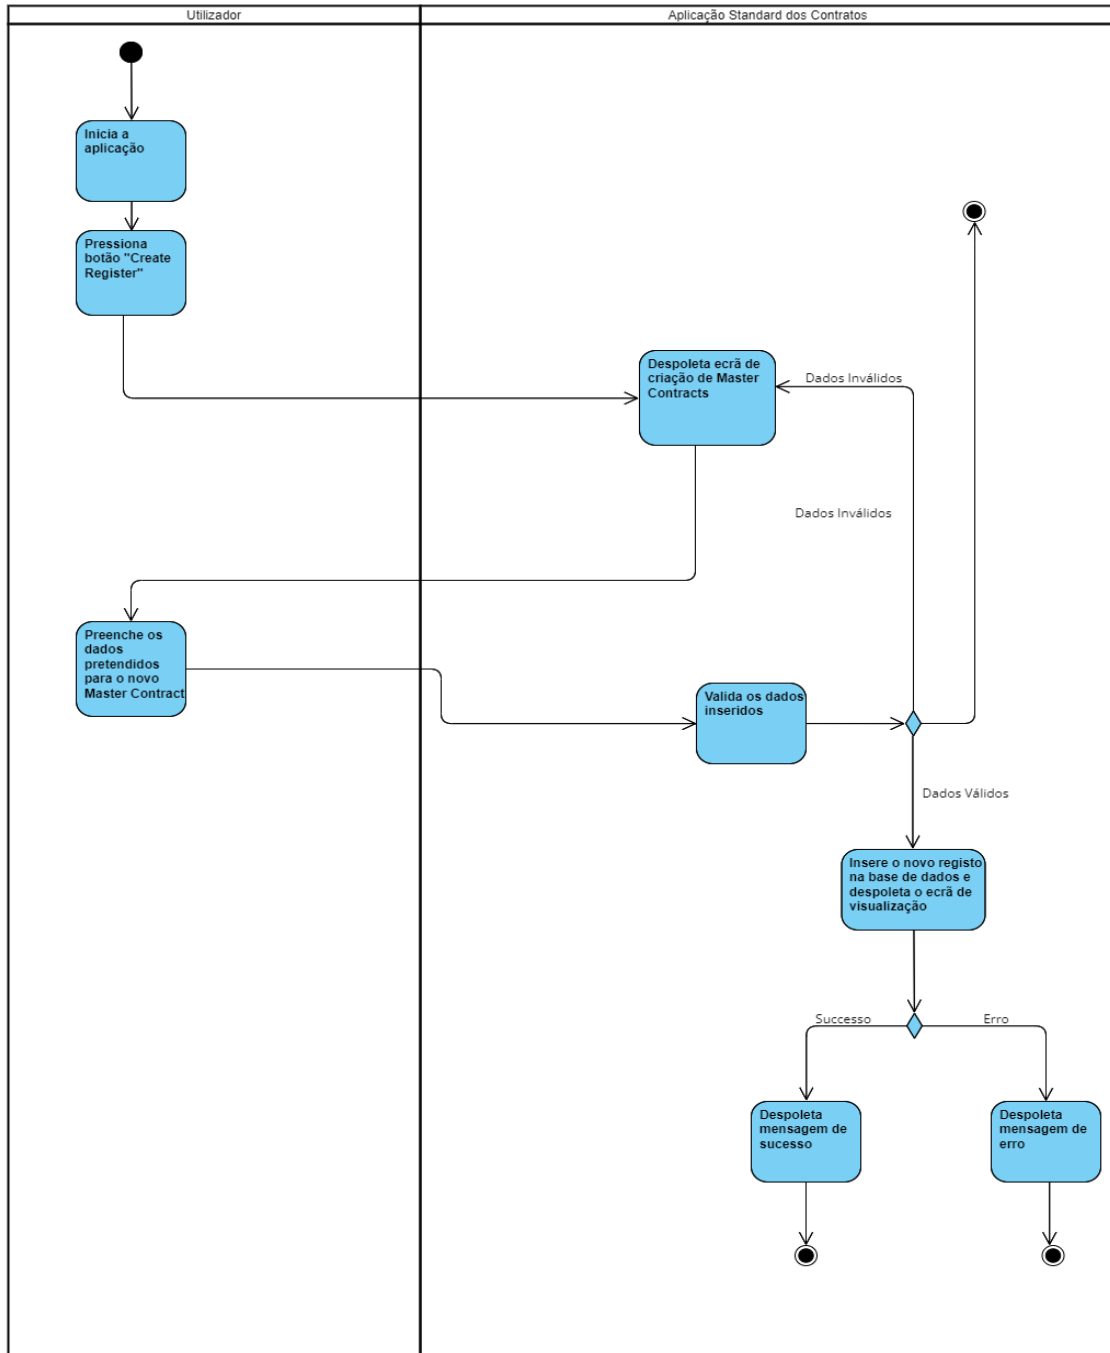 Utilizador
Aplicação Standard dos Contratos
Inicia a
aplicação
Pressiona
botão "Create
Register"
Despoleta ecrã de
criação de Master
Contracts
Dados Inválidos
Dados Inválidos
Preenche os
dados
pretendidos
para o novo
Master Contract
Valida os dados
inseridos
Dados Válidos
Insere o novo registo
na base de dados e
despoleta o ecrã de
visualização
Successo
Erro
Despoleta
mensagem de
sucesso
Despoleta
mensagem de
erro